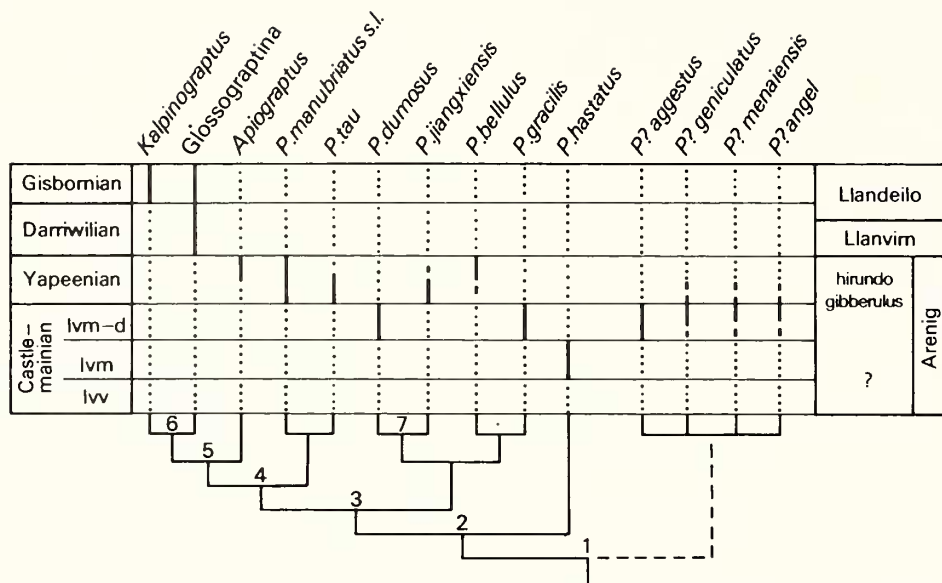 Kalpinograptus
Glossograptina
Apiograptus
P.manubriatus s.l.
P.tau
P.dumosus
P.jiangxiensis
P.bellulus
P.gracilis
P.hastatus
P? aggestus
P?? geniculatus
P?? menaiensis
P?angel
Gisbornian
Darriwilian
Yapeenian
Castle-
mainian
Ivm-d
Ivm
Ivv
Llandeilo
Llanvirn
hirundo
gibberulus
?
Arenig
6
7
5
4
3
2
1